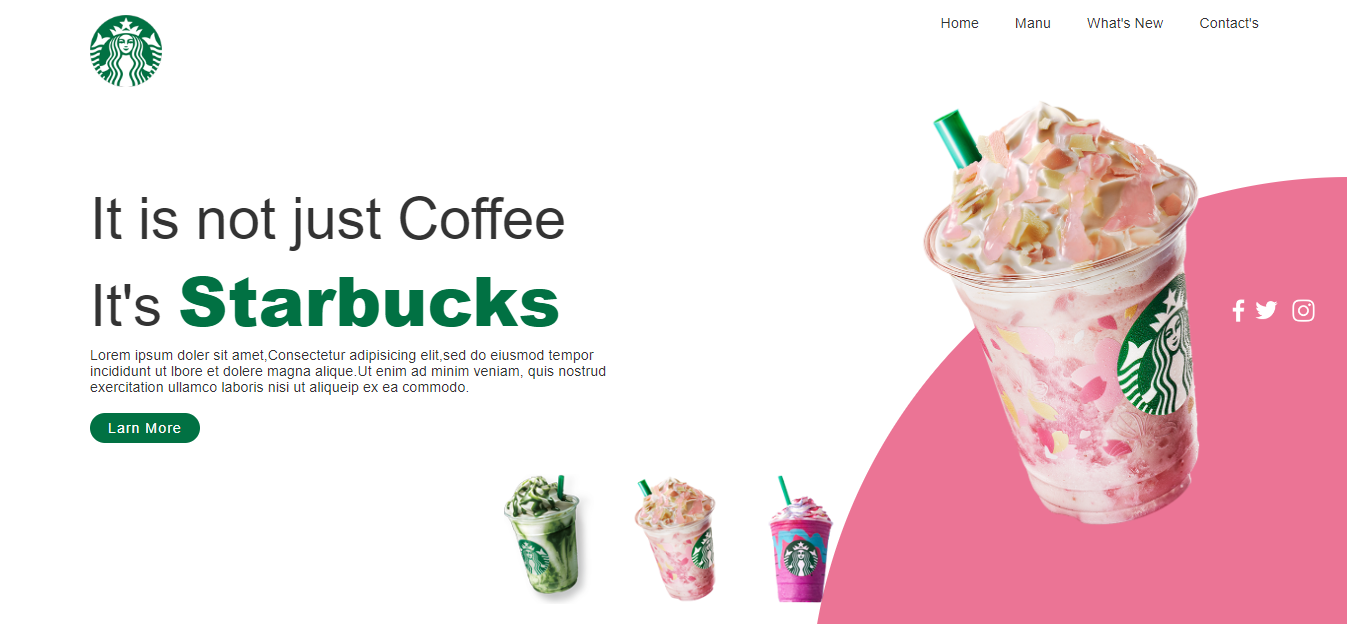 Home Manu What's New Contact's
It is not just Coffee
It's Starbucks
Lorem ipsum doler sit amet,Consectetur adipisicing elit,sed do eiusmod tempor
incididunt ut lbore et dolere magna alique.Ut enim ad minim veniam, quis nostrud
exercitation ullamco laboris nisi ut aliqueip ex ea commodo.
Larn More